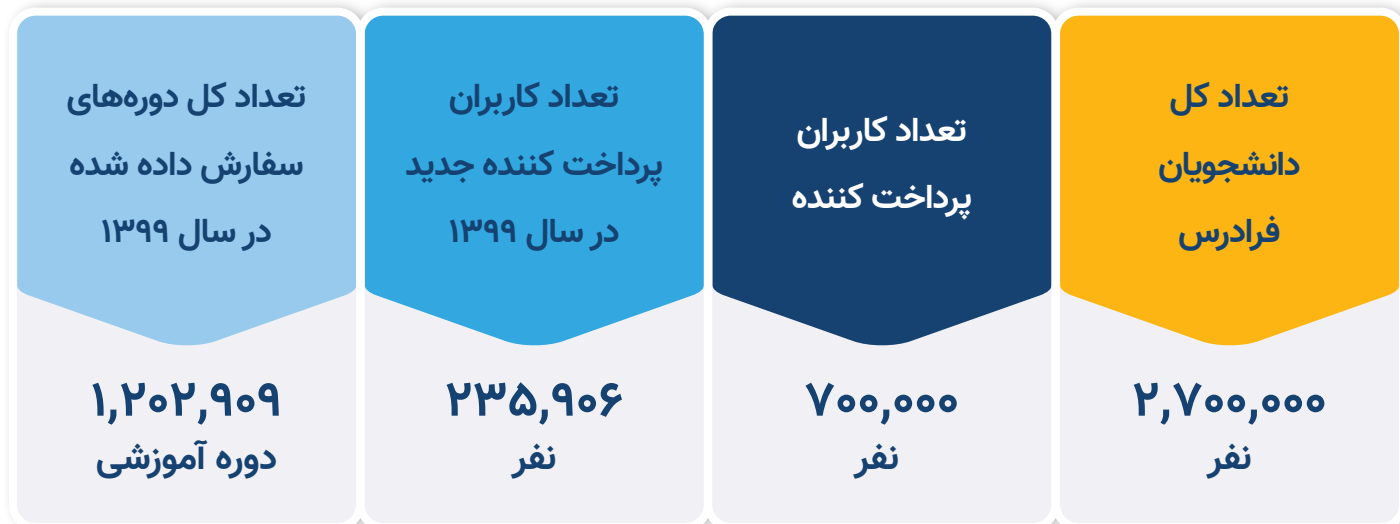 تعداد کل
دانشجویان
فرادرس
۲,۷۰۰,۰۰۰
نفر
تعداد کاربران
پرداخت کننده
۷۰۰,۰۰۰
نفر
تعداد کاربران
پرداخت کننده جدید
در سال ۱۳۹۹
۲۳۵,۹۰۶
نفر
تعداد کل دوره‌های
سفارش داده شده
در سال ۱۳۹۹
۱,۲۰۲,۹۰۹
دوره آموزشی